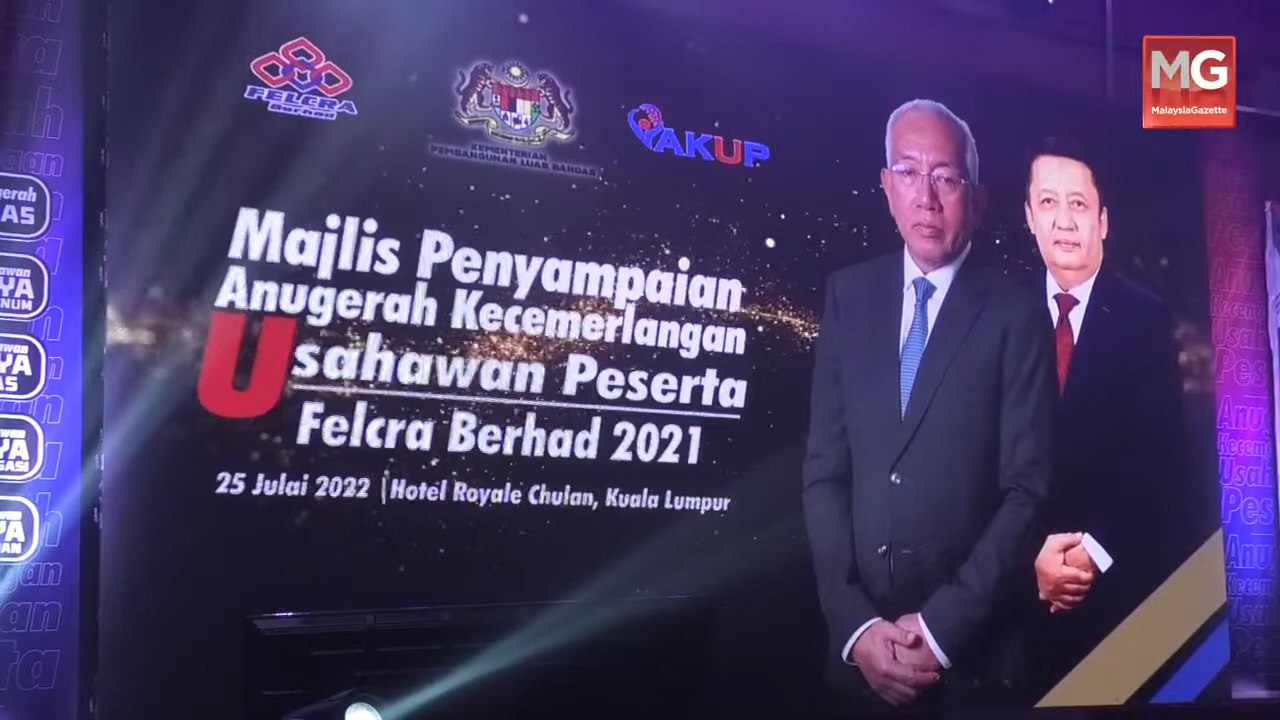 MG
MalaysiaGazette
FELCRA
Berhad
KEMENTERIAN
PEMBANGUNAN LUAR BANDAR
YAKUP
Majlis Penyampaian
Anugerah Kecemerlangan
Usahawan Peserta
Felcra Berhad 2021
25 Julai 2022 | Hotel Royale Chulan, Kuala Lumpur